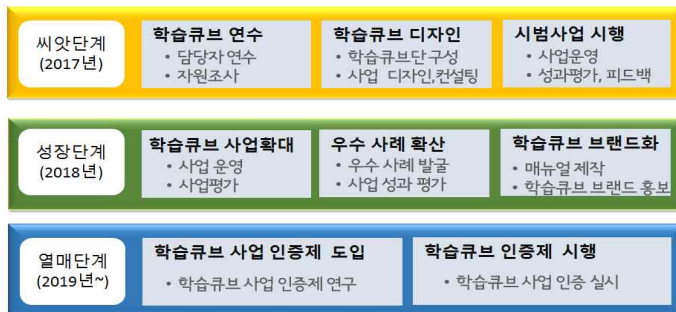 씨앗단계
(2017년)
학습큐브 연수
• 담당자 연수
• 자원조사
학습큐브 디자인
• 학습큐브단 구성
• 사업 디자인,컨설팅
시범사업 시행
• 사업운영
• 성과평가, 피드백
성장단계
(2018년)
학습큐브 사업확대
• 사업 운영
• 사업평가
우수 사례 확산
• 우수 사례 발굴
• 사업 성과 평가
학습큐브 브랜드화
• 매뉴얼 제작
• 학습큐브 브랜드 홍보
열매단계
(2019년~)
학습큐브 사업 인증제 도입
• 학습큐브 사업 인증제 연구
학습큐브 인증제 시행
• 학습큐브 사업 인증 실시